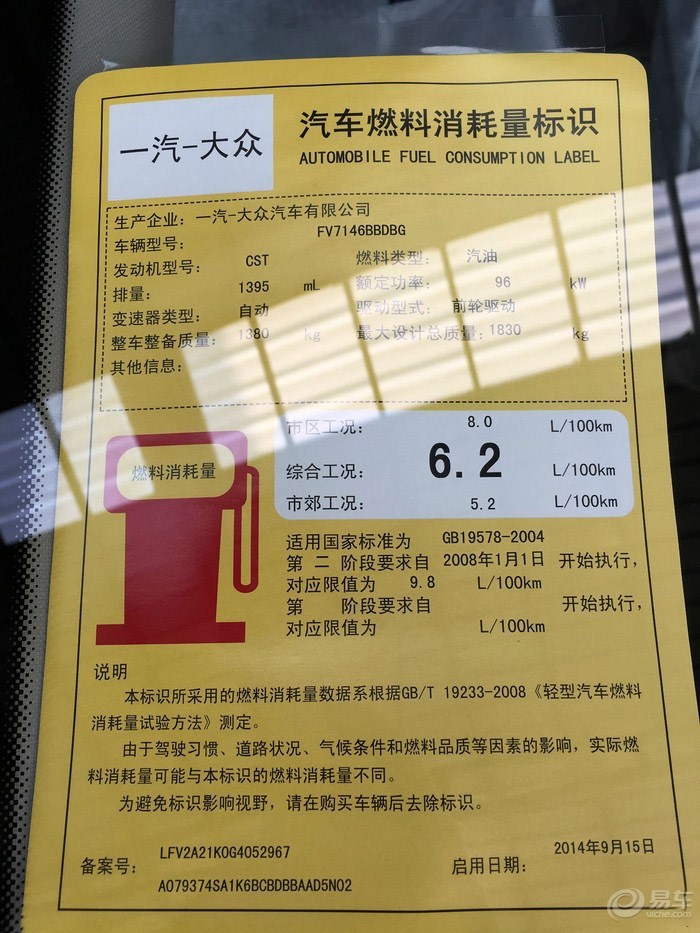 一汽-大众
汽车燃料消耗量标识
AUTOMOBILE FUEL CONSUMPTION LABEL
生产企业：一汽-大众汽车有限公司
车辆型号： FV7146BBDBG
发动机型号： CST 燃料类型： 汽油
排量： 1395 mL 额定功率： 96 kW
变速器类型： 自动 驱动型式： 前轮驱动
整车整备质量： 1380 kg 最大设计总质量：1830 kg
其他信息：
市区工况： 8.0 L/100km
燃料消耗量
综合工况： 6.2 L/100km
市郊工况： 5.2 L/100km
适用国家标准为 GB19578-2004
第 二 阶段要求自 2008年1月1日 开始执行，
对应限值为 9.8 L/100km
第 阶段要求自 开始执行，
对应限值为 L/100km
说明
本标识所采用的燃料消耗量数据系根据GB/T 19233-2008《轻型汽车燃料
消耗量试验方法》测定。
由于驾驶习惯、道路状况、气候条件和燃料品质等因素的影响，实际燃
料消耗量可能与本标识的燃料消耗量不同。
为避免标识影响视野，请在购买车辆后去除标识。
备案号： LFV2A21K0G4052967 启用日期： 2014年9月15日
A079374SA1K6BCBDBBAAD5N02
易车
yiche.com